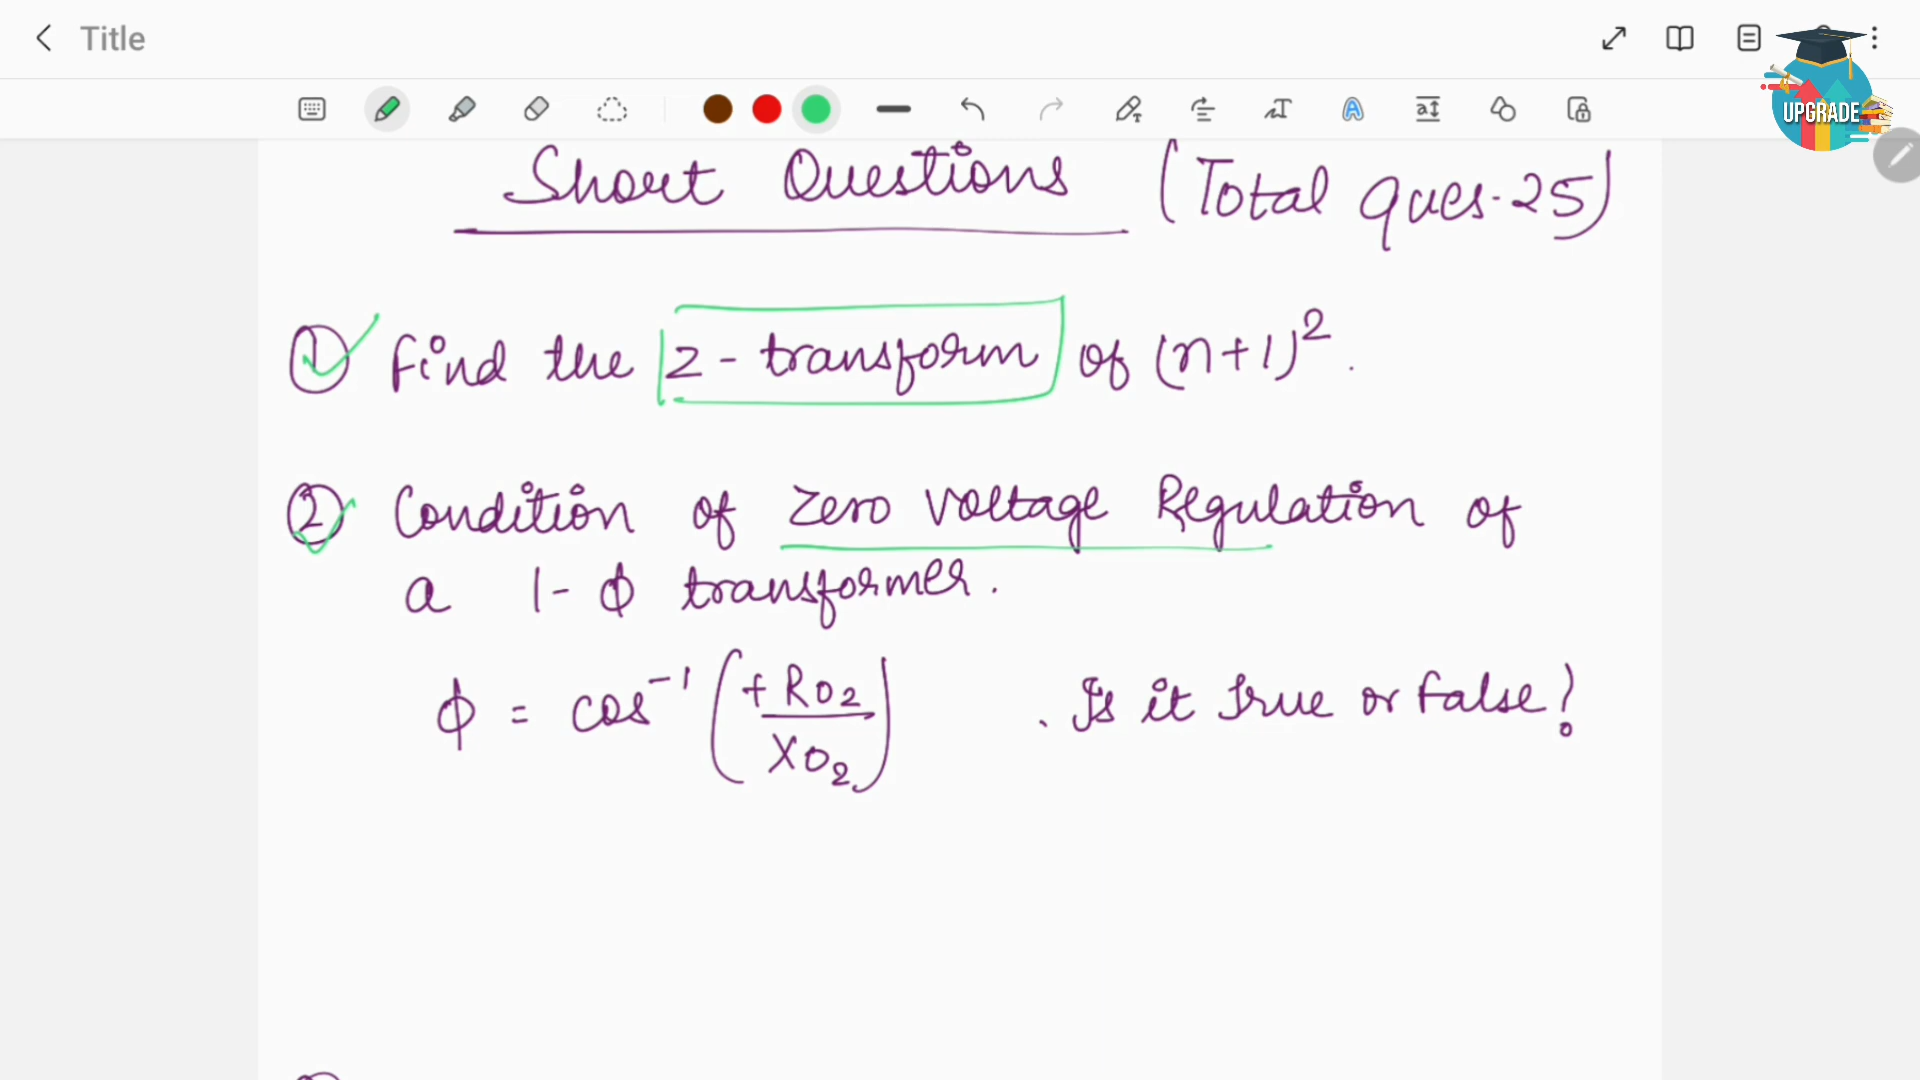 Title
UPGRADE
Short Questions (Total ques-25)
① Find the z-transform of (n+1)².
② Condition of Zero Voltage Regulation of
a 1-ϕ transformer.
ϕ = cos⁻¹ (+R₀₂ / X₀₂) . Is it True or false?